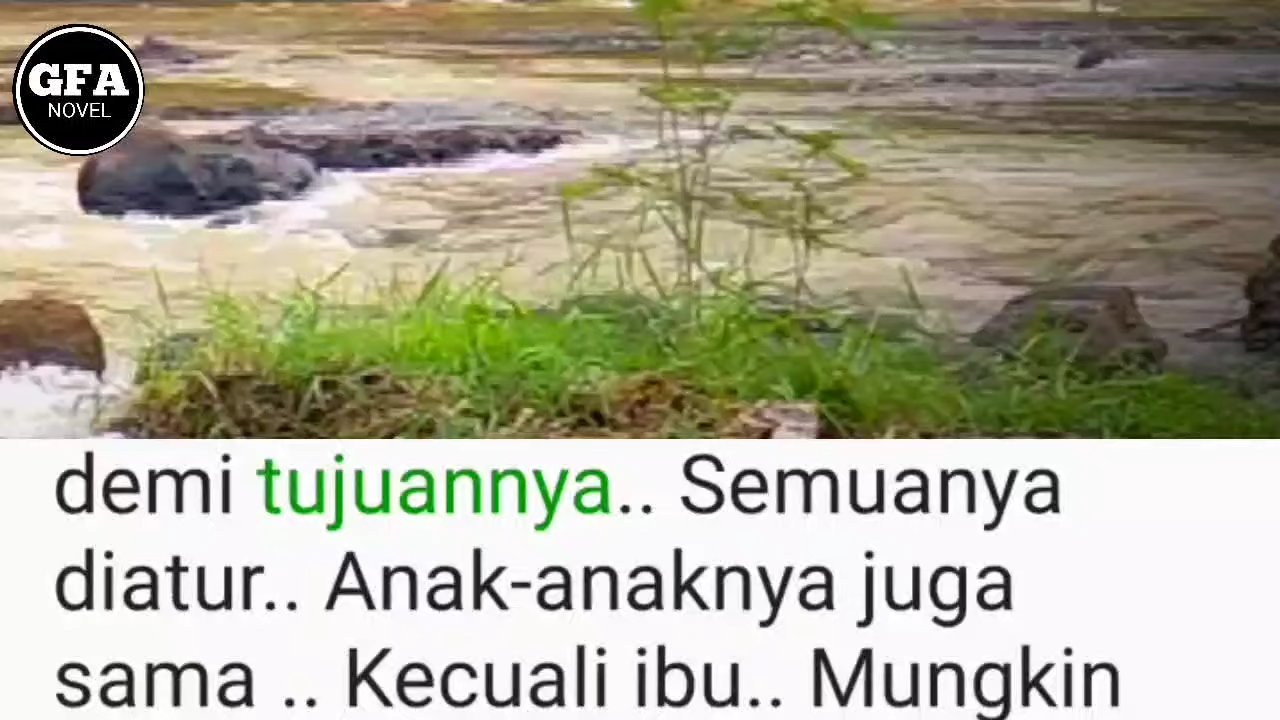 GFA
NOVEL
demi tujuannya.. Semuanya
diatur.. Anak-anaknya juga
sama .. Kecuali ibu.. Mungkin